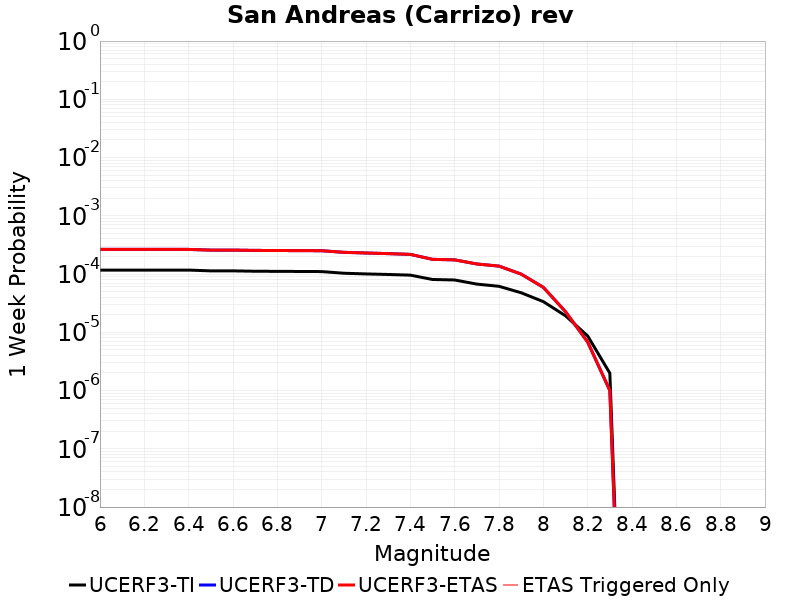 San Andreas (Carrizo) rev
10^0
10^-1
10^-2
10^-3
10^-4
10^-5
10^-6
10^-7
10^-8
1 Week Probability
6 6.2 6.4 6.6 6.8 7 7.2 7.4 7.6 7.8 8 8.2 8.4 8.6 8.8 9
Magnitude
UCERF3-TI UCERF3-TD UCERF3-ETAS ETAS Triggered Only